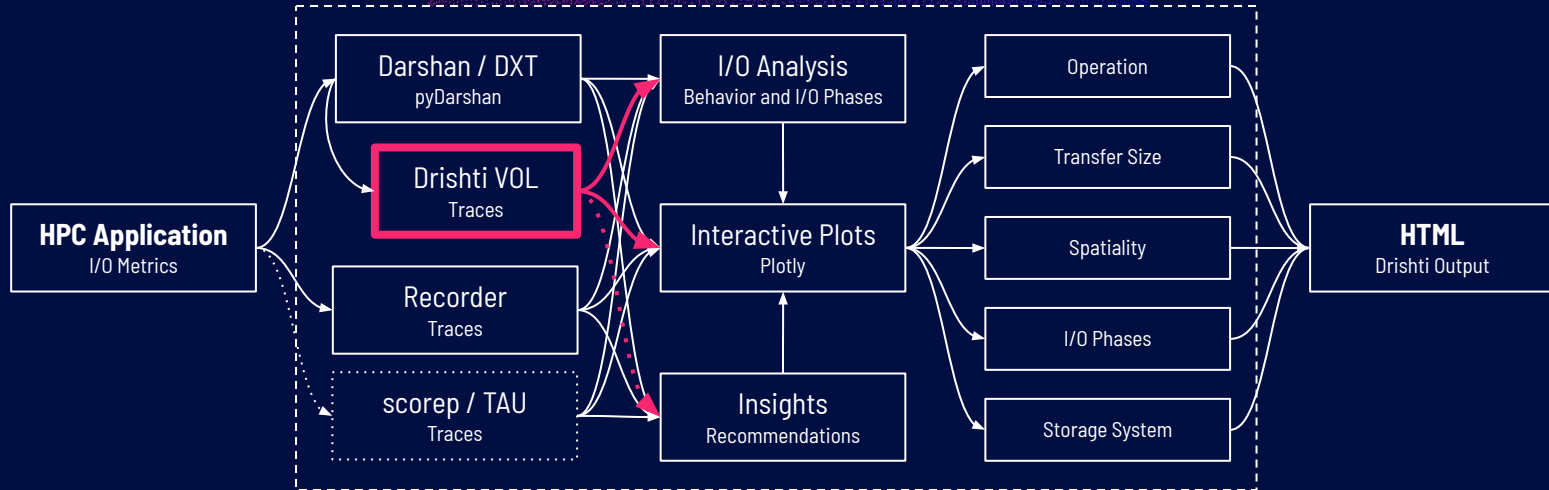 HPC Application
I/O Metrics
Darshan / DXT
pyDarshan
Drishti VOL
Traces
Recorder
Traces
scorep / TAU
Traces
I/O Analysis
Behavior and I/O Phases
Interactive Plots
Plotly
Insights
Recommendations
Operation
Transfer Size
Spatiality
I/O Phases
Storage System
HTML
Drishti Output